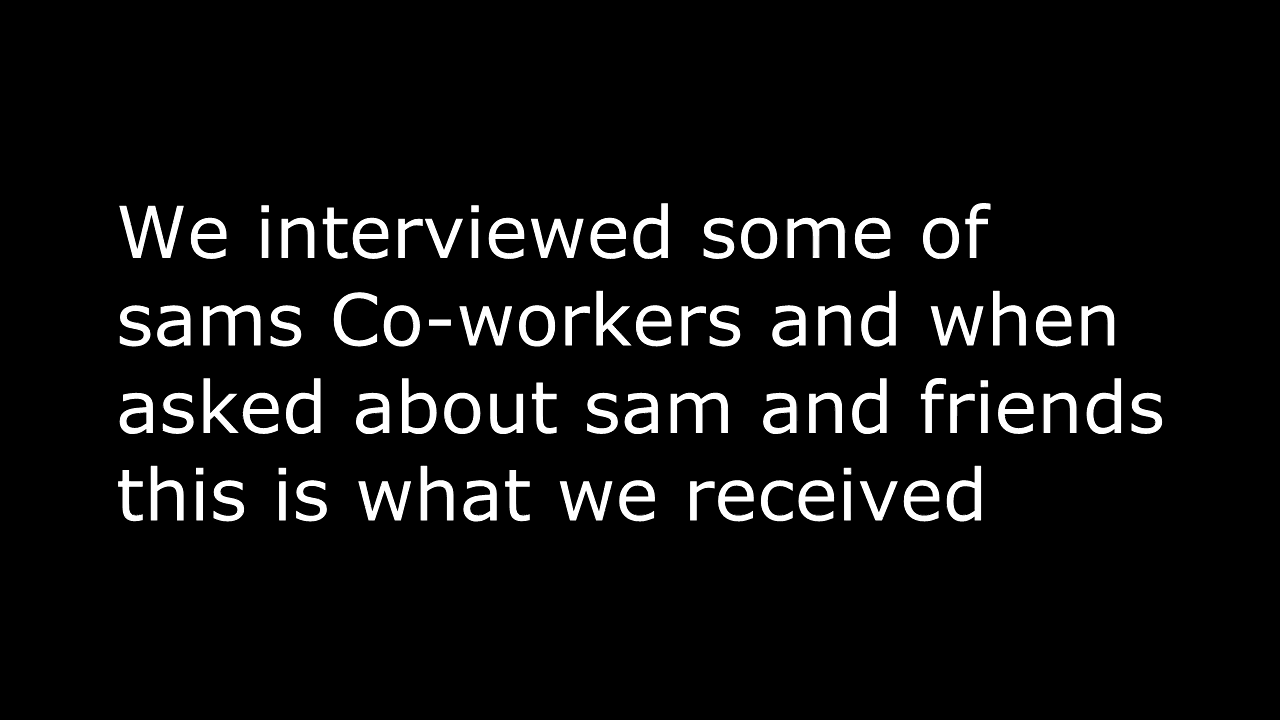 We interviewed some of
sams Co-workers and when
asked about sam and friends
this is what we received